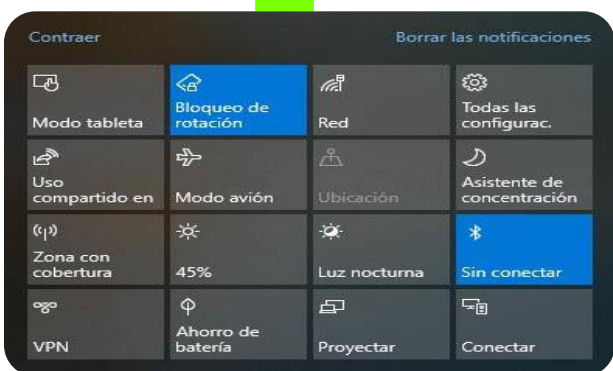 Contraer
Borrar las notificaciones
Modo tableta
Bloqueo de
rotación
Red
Todas las
configurac.
Uso
compartido en
Modo avión
Ubicación
Asistente de
concentración
Zona con
cobertura
45%
Luz nocturna
Sin conectar
VPN
Ahorro de
batería
Proyectar
Conectar